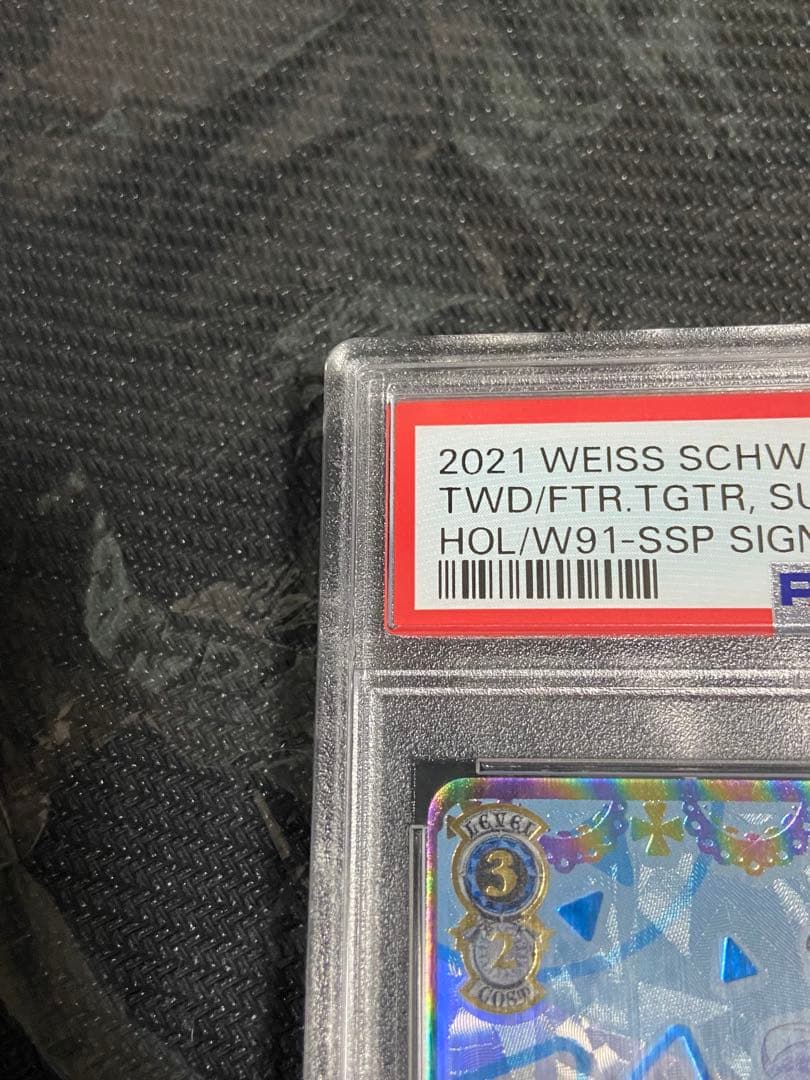 2021 WEISS SCHW
TWD/FTR.TGTR, SU
HOL/W91-SSP SIGN
P
LEVEL
3
2
COST